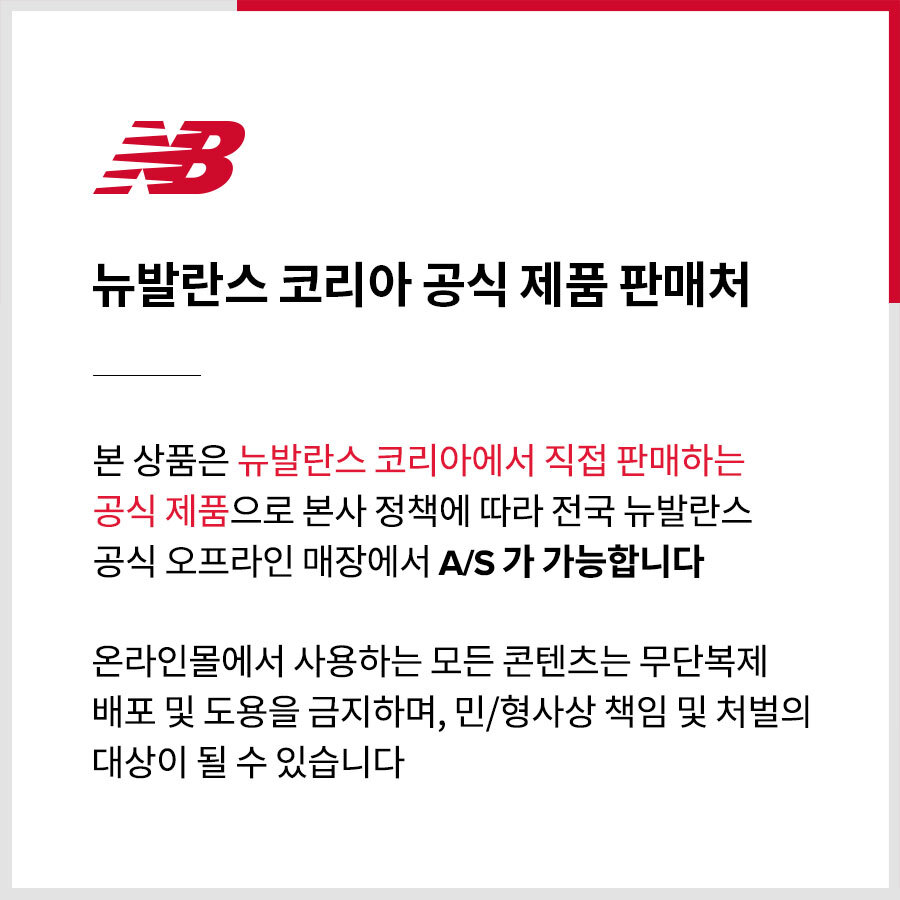 NB
뉴발란스 코리아 공식 제품 판매처
본 상품은 뉴발란스 코리아에서 직접 판매하는
공식 제품으로 본사 정책에 따라 전국 뉴발란스
공식 오프라인 매장에서 A/S 가 가능합니다
온라인몰에서 사용하는 모든 콘텐츠는 무단복제
배포 및 도용을 금지하며, 민/형사상 책임 및 처벌의
대상이 될 수 있습니다